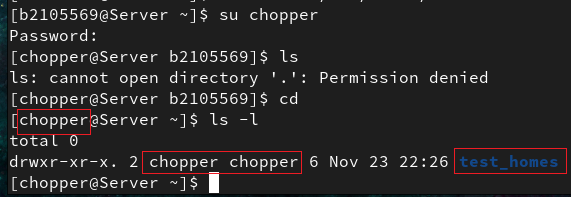 [b2105569@Server ~]$ su chopper
Password:
[chopper@Server b2105569]$ ls
ls: cannot open directory '.': Permission denied
[chopper@Server b2105569]$ cd
[chopper@Server ~]$ ls -l
total 0
drwxr-xr-x. 2 chopper chopper 6 Nov 23 22:26 test_homes
[chopper@Server ~]$